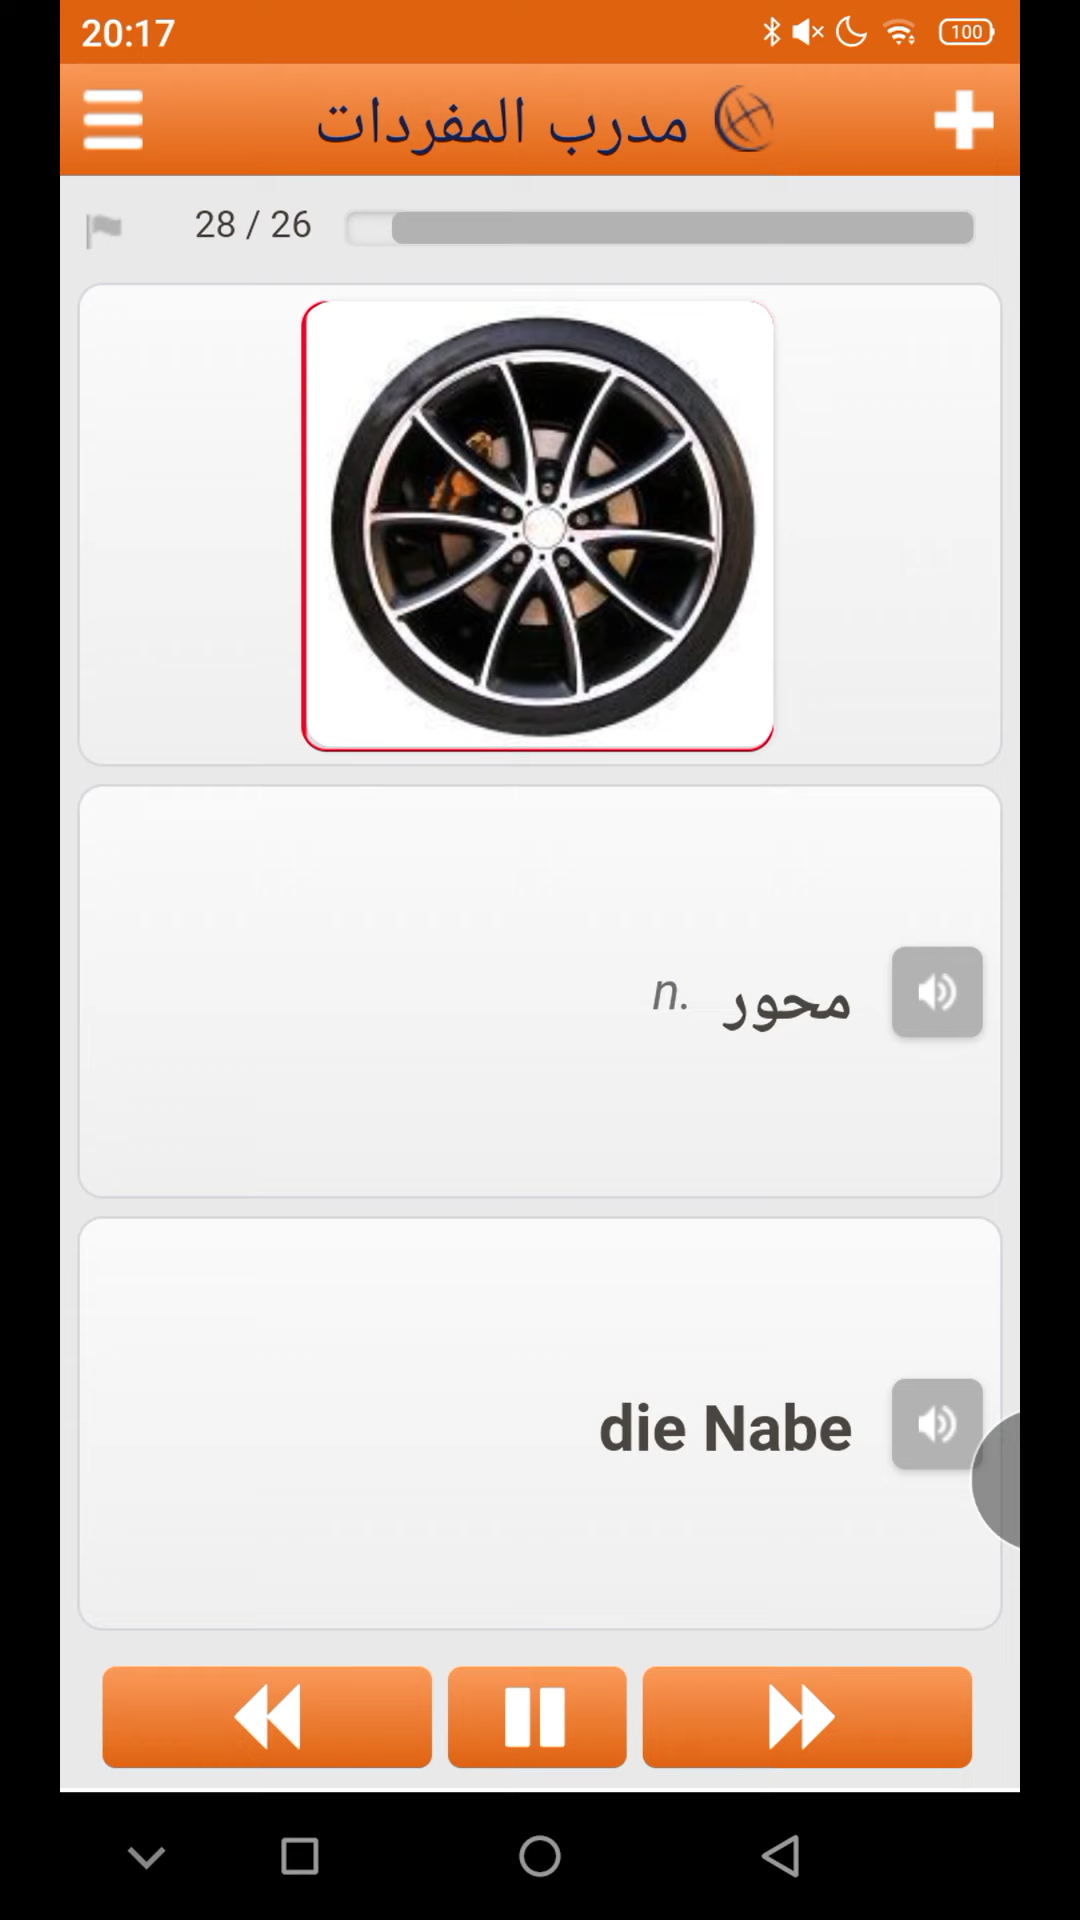 20:17
100
مدرب المفردات
28 / 26
محور n.
die Nabe